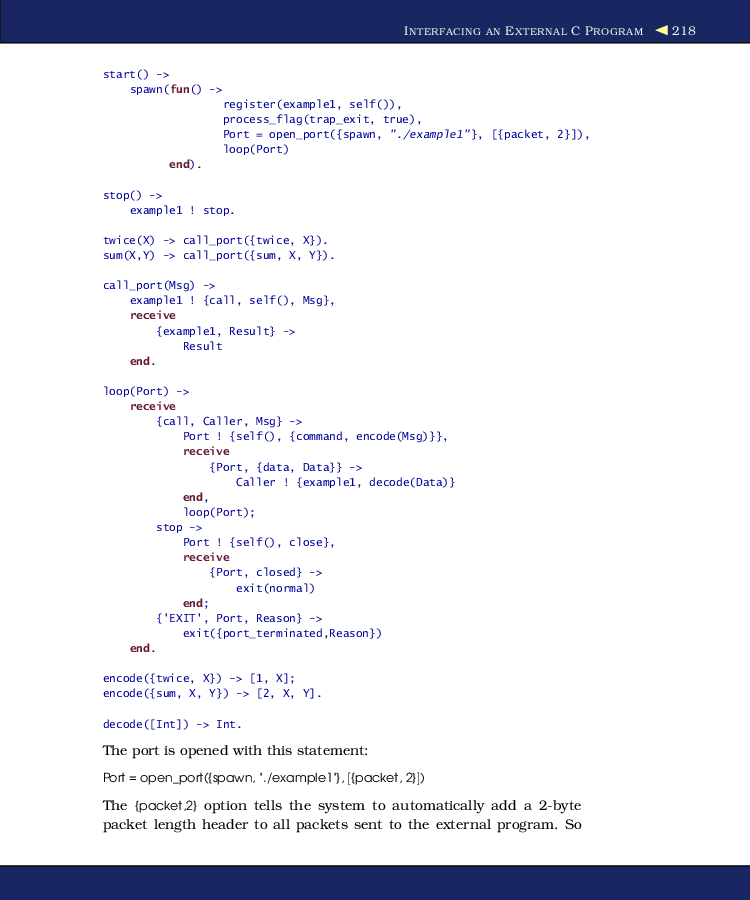 INTERFACING AN EXTERNAL C PROGRAM ◀ 218
start() ->
    spawn(fun() ->
                  register(example1, self()),
                  process_flag(trap_exit, true),
                  Port = open_port({spawn, "./example1"}, [{packet, 2}]),
                  loop(Port)
          end).
stop() ->
    example1 ! stop.
twice(X) -> call_port({twice, X}).
sum(X,Y) -> call_port({sum, X, Y}).
call_port(Msg) ->
    example1 ! {call, self(), Msg},
    receive
        {example1, Result} ->
            Result
    end.
loop(Port) ->
    receive
        {call, Caller, Msg} ->
            Port ! {self(), {command, encode(Msg)}},
            receive
                {Port, {data, Data}} ->
                    Caller ! {example1, decode(Data)}
            end,
            loop(Port);
        stop ->
            Port ! {self(), close},
            receive
                {Port, closed} ->
                    exit(normal)
            end;
        {'EXIT', Port, Reason} ->
            exit({port_terminated,Reason})
    end.
encode({twice, X}) -> [1, X];
encode({sum, X, Y}) -> [2, X, Y].
decode([Int]) -> Int.
The port is opened with this statement:
Port = open_port({spawn, "./example1"}, [{packet, 2}])
The {packet,2} option tells the system to automatically add a 2-byte
packet length header to all packets sent to the external program. So